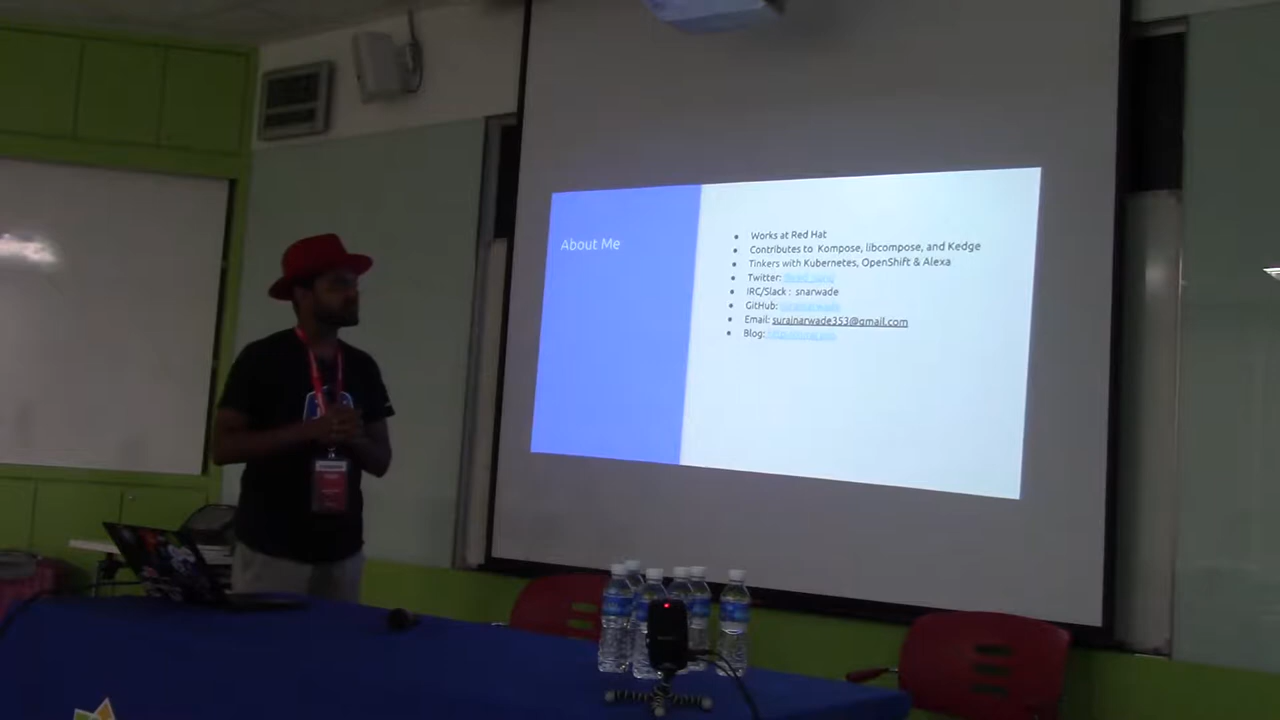 About Me
Works at Red Hat
Contributes to Kompose, libcompose, and Kedge
Tinkers with Kubernetes, OpenShift & Alexa
Twitter:
IRC/Slack : snarwade
GitHub:
Email: surajnarwade353@gmail.com
Blog: